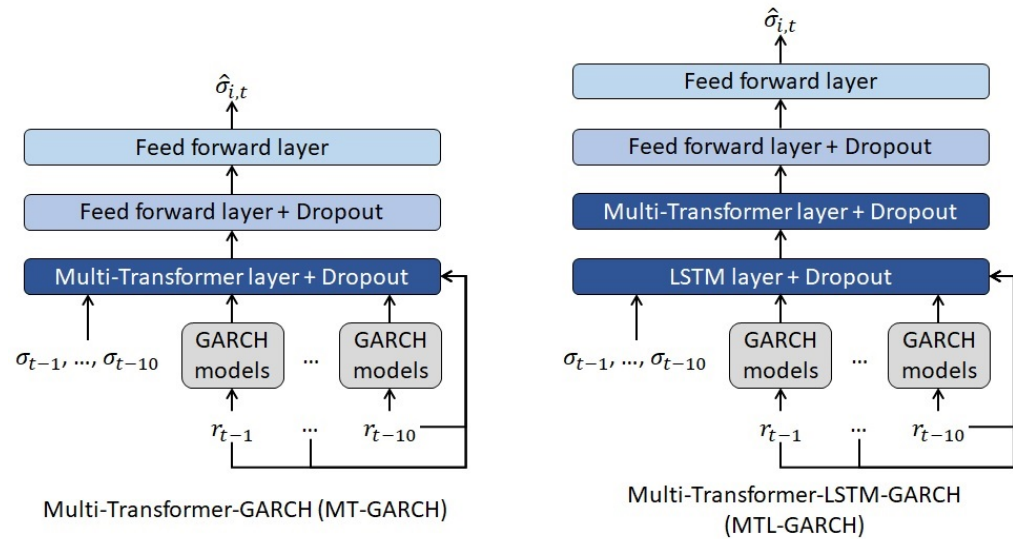 σ̂ᵢ,ₜ
Feed forward layer
Feed forward layer + Dropout
Multi-Transformer layer + Dropout
σₜ₋₁, ..., σₜ₋₁₀
GARCH models
...
GARCH models
rₜ₋₁
...
rₜ₋₁₀
Multi-Transformer-GARCH (MT-GARCH)
σ̂ᵢ,ₜ
Feed forward layer
Feed forward layer + Dropout
Multi-Transformer layer + Dropout
LSTM layer + Dropout
σₜ₋₁, ..., σₜ₋₁₀
GARCH models
...
GARCH models
rₜ₋₁
...
rₜ₋₁₀
Multi-Transformer-LSTM-GARCH
(MTL-GARCH)